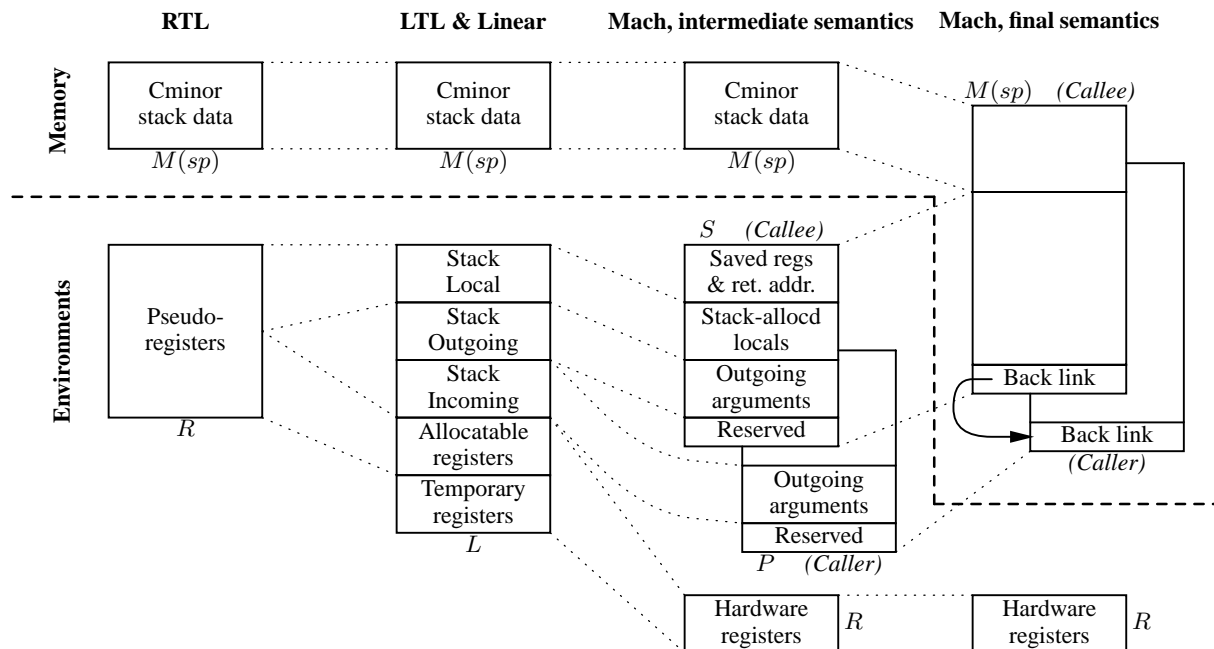 RTL
LTL & Linear
Mach, intermediate semantics
Mach, final semantics
Memory
Cminor
stack data
M(sp)
Cminor
stack data
M(sp)
Cminor
stack data
M(sp)
M(sp) (Callee)
Environments
Pseudo-
registers
R
Stack
Local
Stack
Outgoing
Stack
Incoming
Allocatable
registers
Temporary
registers
L
S (Callee)
Saved regs
& ret. addr.
Stack-allocd
locals
Outgoing
arguments
Reserved
Outgoing
arguments
Reserved
P (Caller)
Back link
Back link
(Caller)
Hardware
registers
R
Hardware
registers
R